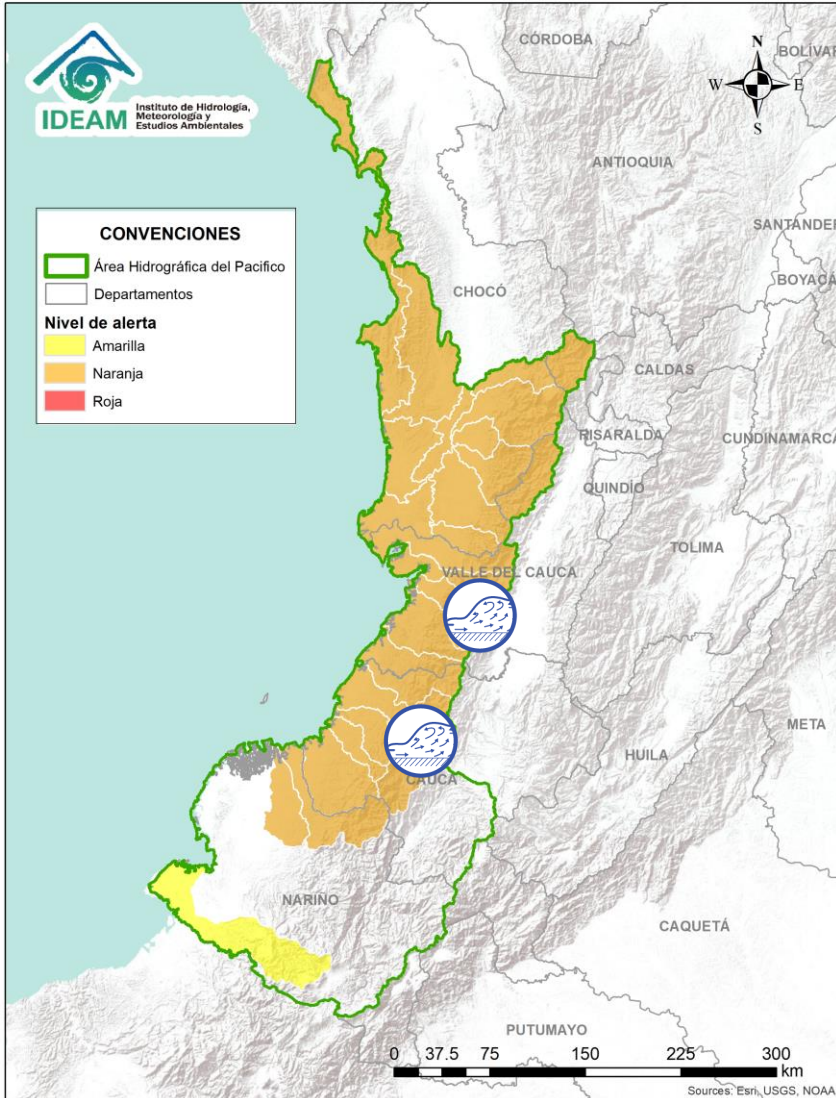 IDEAM
Instituto de Hidrología,
Meteorología y
Estudios Ambientales
N
W
E
S
CONVENCIONES
Área Hidrográfica del Pacifico
Departamentos
Nivel de alerta
Amarilla
Naranja
Roja
CÓRDOBA
BOLÍVAR
ANTIOQUIA
SANTANDER
BOYACÁ
CHOCÓ
CALDAS
RISARALDA
CUNDINAMARCA
QUINDÍO
TOLIMA
VALLE DEL CAUCA
META
HUILA
CAUCA
NARIÑO
CAQUETÁ
PUTUMAYO
0 37.5 75 150 225 300
km
Sources: Esri, USGS, NOAA